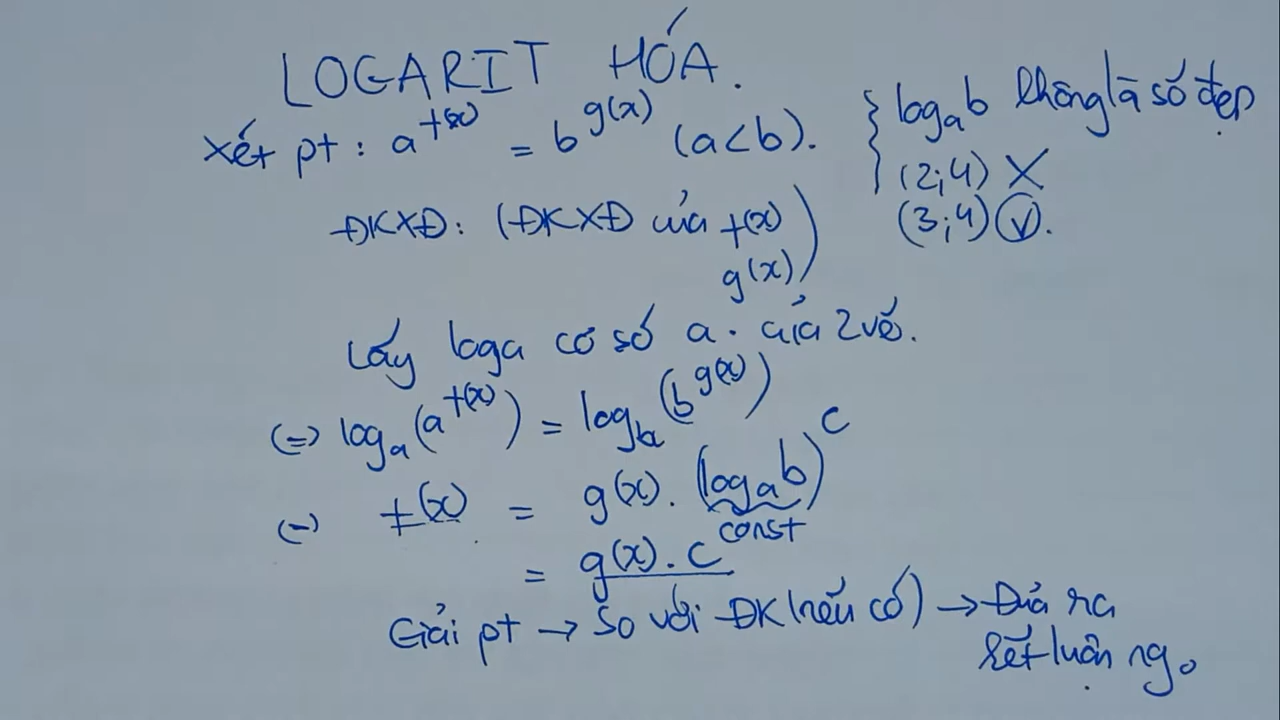 LOGARIT HÓA.
Xét pt: a^f(x) = b^g(x) (a<b).
{ log_a b không là số đẹp
(2;4) X
(3;4) (V).
ĐKXĐ: (ĐKXĐ của f(x)
g(x))
Lấy loga cơ số a. của 2 vế.
(=) log_a (a^f(x)) = log_a (b^g(x))
(=) f(x) = g(x). (log_a b) C
const
= g(x). C
Giải pt → So với ĐK (nếu có) → Đưa ra
kết luận ng.